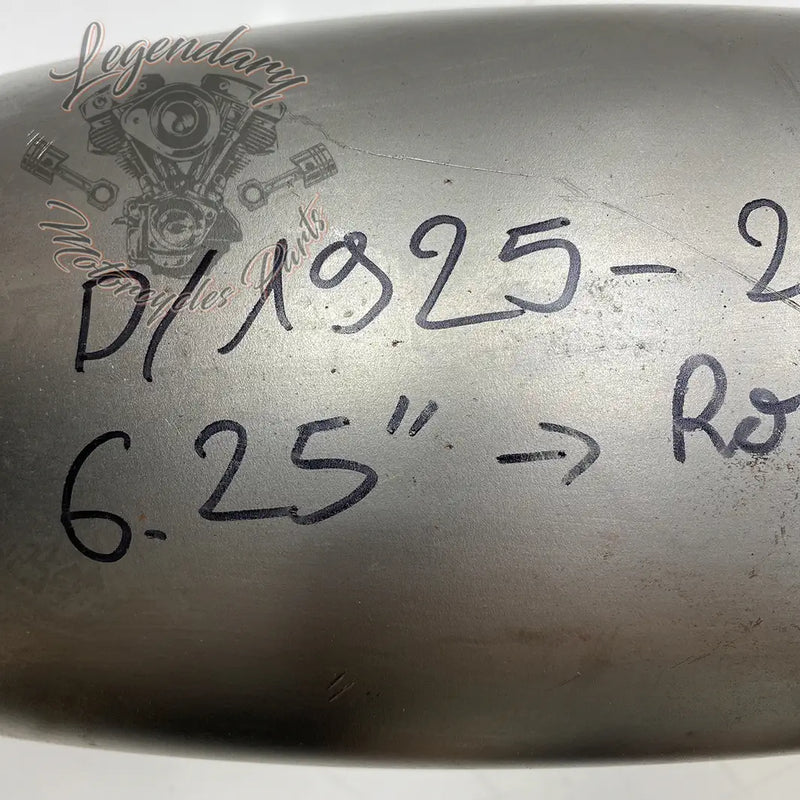 Legendary
Motorcycles Parts
D/1925-2
6.25" → Ro